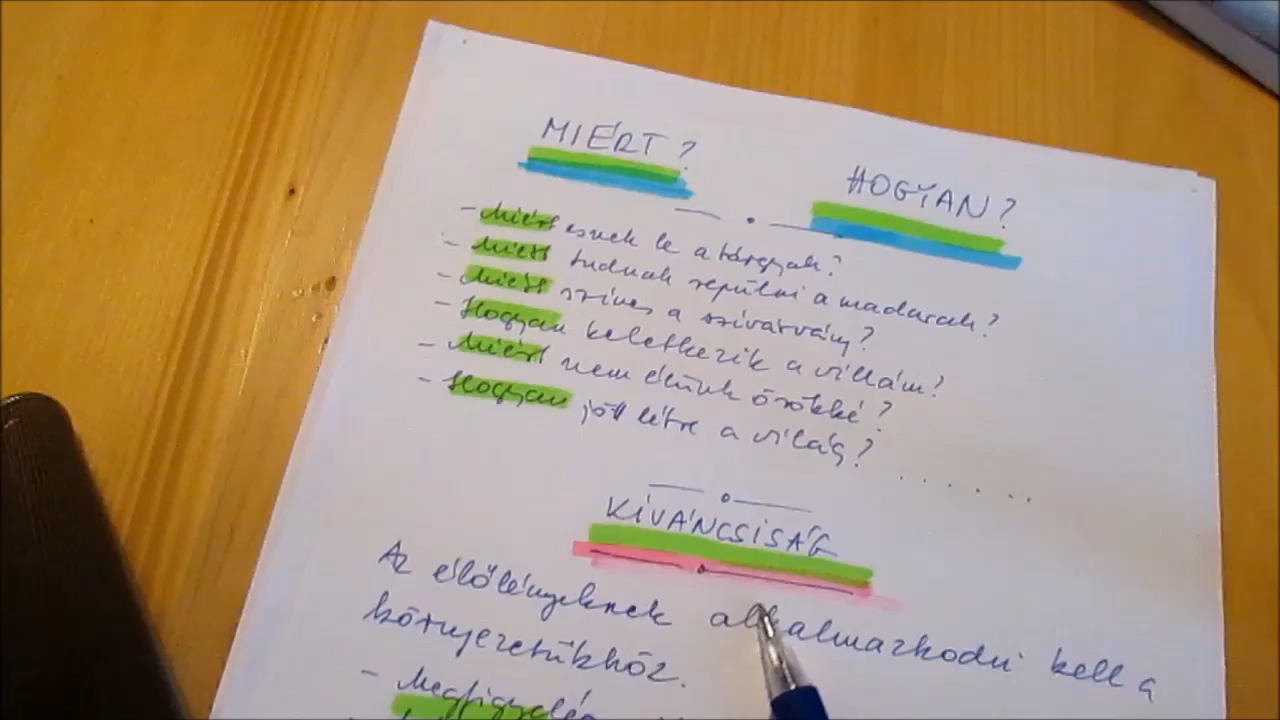 MIÉRT?
HOGYAN?
- Miért esnek le a tárgyak?
- Miért tudnak repülni a madarak?
- Miért színes a szivárvány?
- Hogyan keletkezik a villám?
- Miért nem élünk örökké?
- Hogyan jött létre a világ? . . . . . .
KÍVÁNCSISÁG
Az élőlényeknek alkalmazkodni kell a
környezetükhöz.
- Megfigyelés